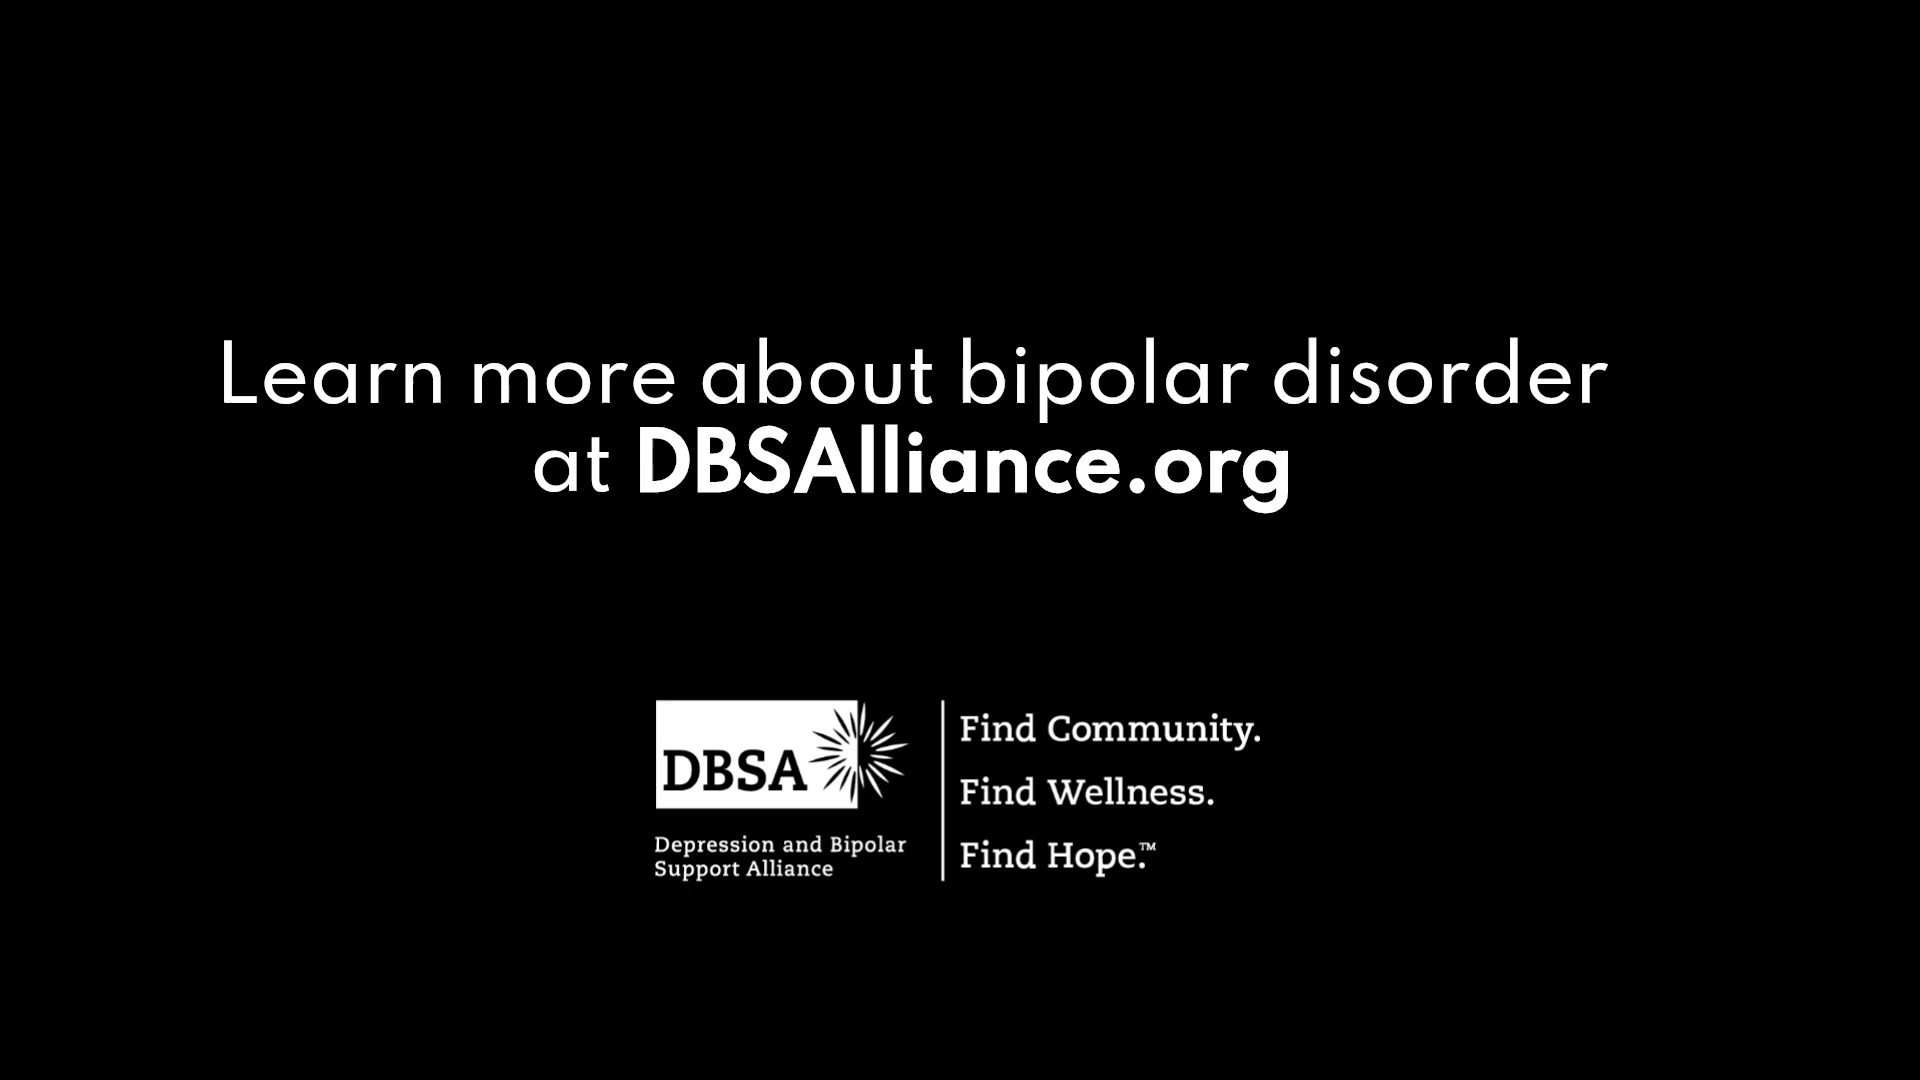 Learn more about bipolar disorder
at DBSAlliance.org
DBSA
Depression and Bipolar
Support Alliance
Find Community.
Find Wellness.
Find Hope.™